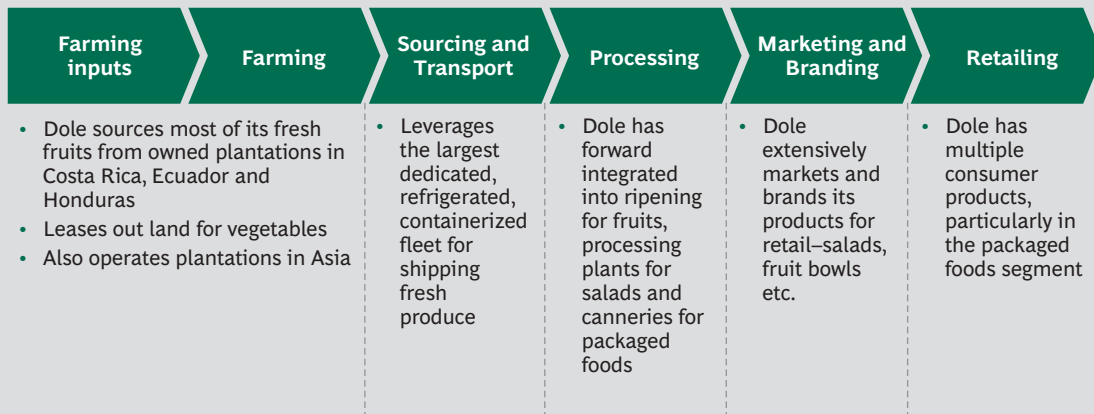 Farming
inputs
Farming
Sourcing and
Transport
Processing
Marketing and
Branding
Retailing
• Dole sources most of its fresh
fruits from owned plantations in
Costa Rica, Ecuador and
Honduras
• Leases out land for vegetables
• Also operates plantations in Asia
• Leverages
the largest
dedicated,
refrigerated,
containerized
fleet for
shipping
fresh
produce
• Dole has
forward
integrated
into ripening
for fruits,
processing
plants for
salads and
canneries for
packaged
foods
• Dole
extensively
markets and
brands its
products for
retail–salads,
fruit bowls
etc.
• Dole has
multiple
consumer
products,
particularly in
the packaged
foods segment